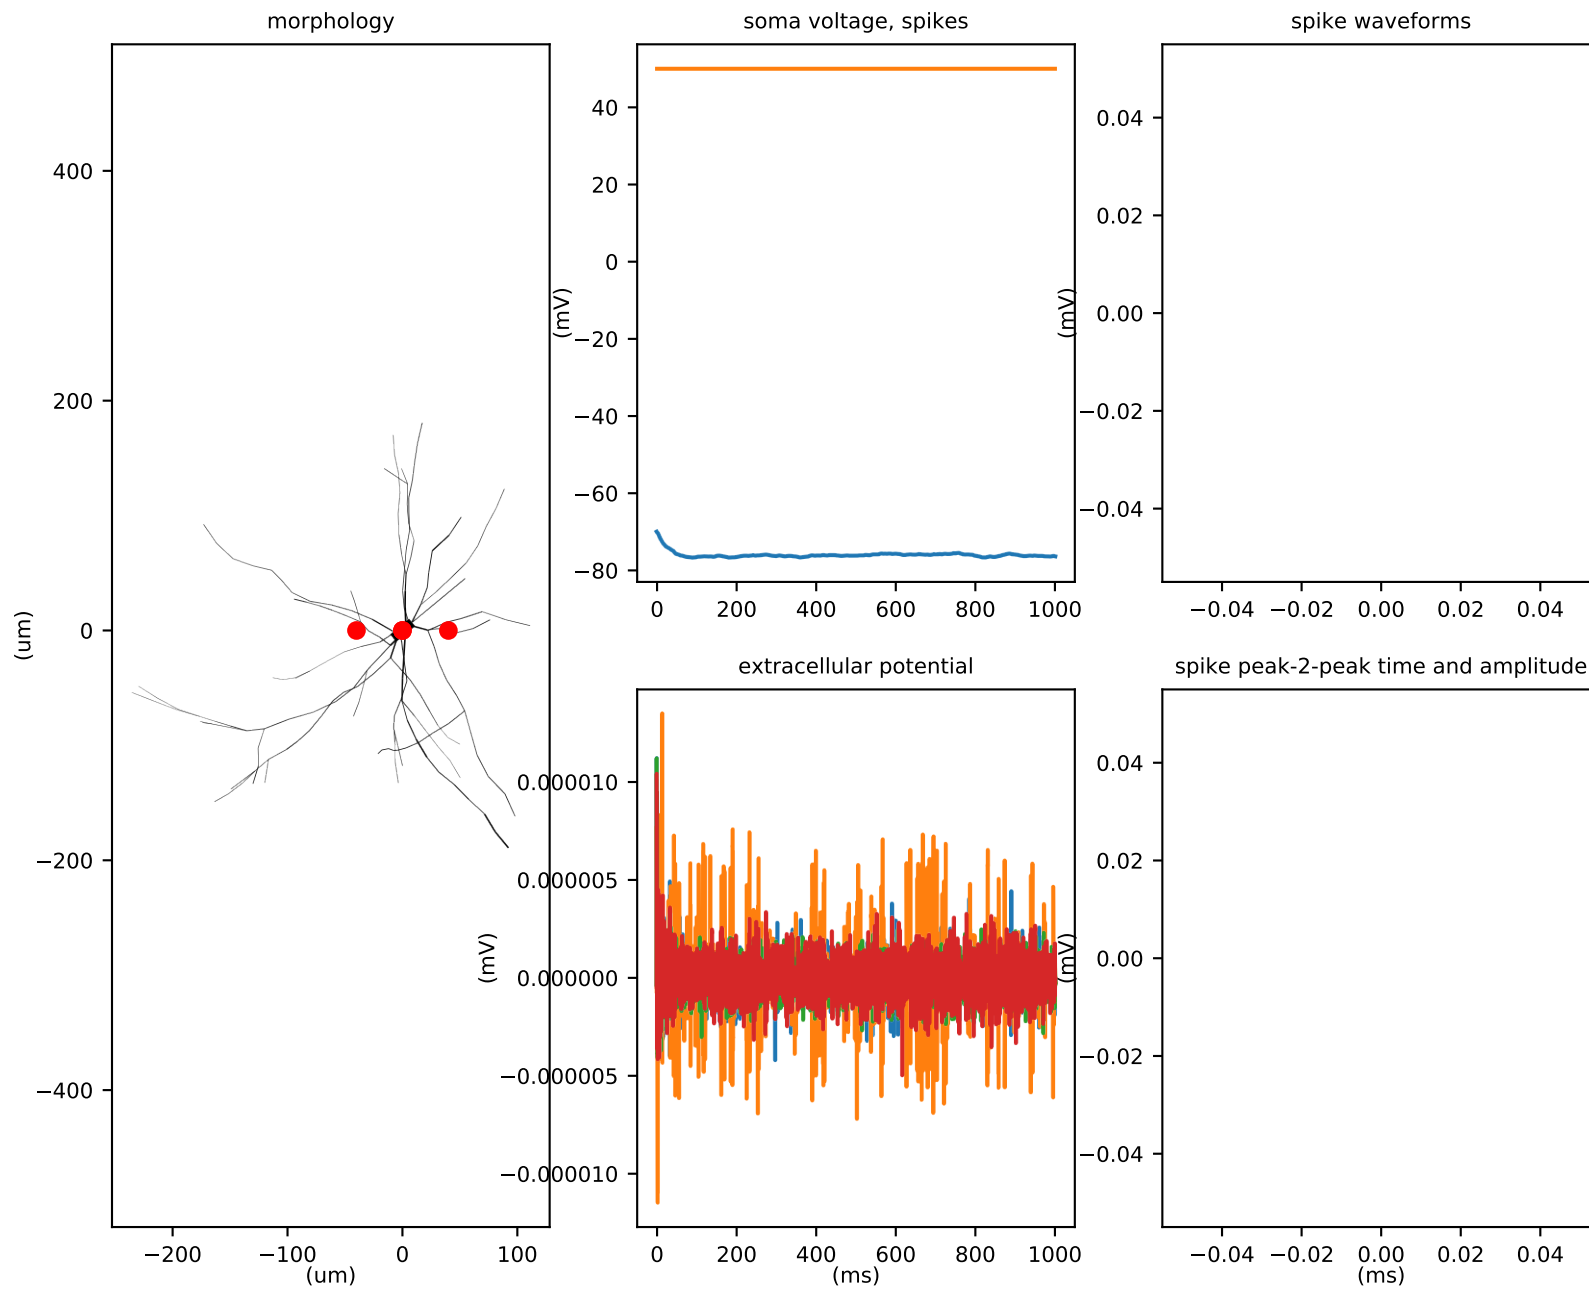 morphology
400
200
0
−200
−400
(um)
−200 −100 0 100
(um)
soma voltage, spikes
40
20
0
−20
−40
−60
−80
(mV)
0 200 400 600 800 1000
spike waveforms
0.04
0.02
0.00
−0.02
−0.04
(mV)
−0.04 −0.02 0.00 0.02 0.04
extracellular potential
0.000010
0.000005
0.000000
−0.000005
−0.000010
(mV)
0 200 400 600 800 1000
(ms)
spike peak-2-peak time and amplitude
0.04
0.02
0.00
−0.02
−0.04
(mV)
−0.04 −0.02 0.00 0.02 0.04
(ms)